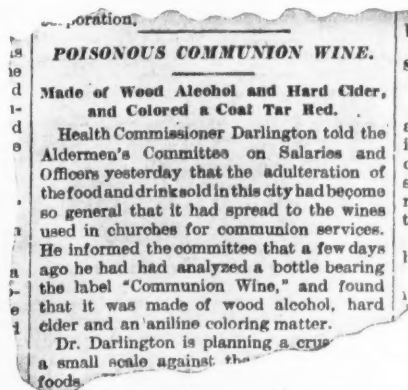 poration.
POISONOUS COMMUNION WINE.
Made of Wood Alcohol and Hard Cider,
and Colored a Coal Tar Red.
Health Commissioner Darlington told the
Aldermen's Committee on Salaries and
Officers yesterday that the adulteration of
the food and drink sold in this city had become
so general that it had spread to the wines
used in churches for communion services.
He informed the committee that a few days
ago he had had analyzed a bottle bearing
the label "Communion Wine," and found
that it was made of wood alcohol, hard
cider and an aniline coloring matter.
Dr. Darlington is planning a crus
a small scale against the
foods.